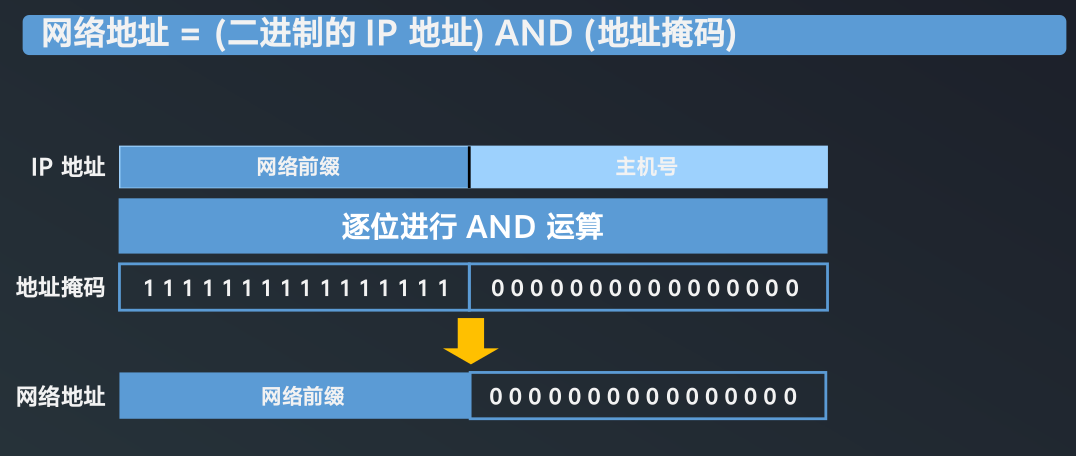 网络地址 = (二进制的 IP 地址) AND (地址掩码)
IP 地址 网络前缀 主机号
逐位进行 AND 运算
地址掩码 1 1 1 1 1 1 1 1 1 1 1 1 1 1 1 1 0 0 0 0 0 0 0 0 0 0 0 0 0 0 0 0
网络地址 网络前缀 0 0 0 0 0 0 0 0 0 0 0 0 0 0 0 0